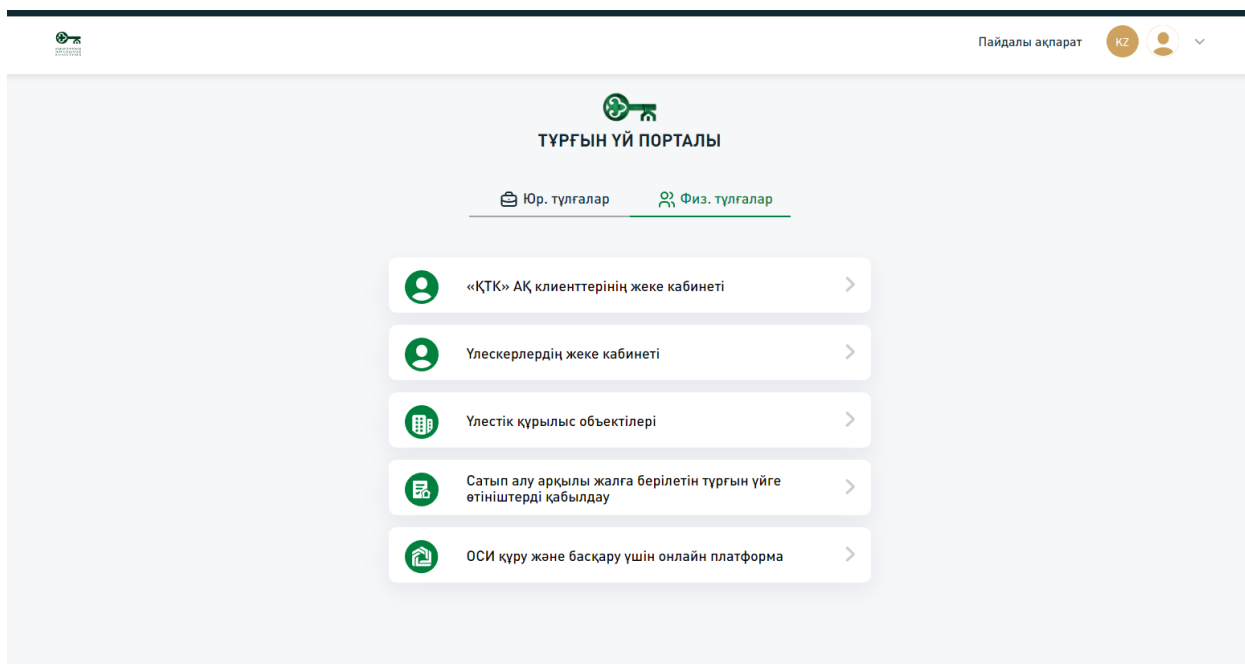 Пайдалы ақпарат
KZ
ТҰРҒЫН ҮЙ ПОРТАЛЫ
Юр. тұлғалар
Физ. тұлғалар
«ҚТК» АҚ клиенттерінің жеке кабинеті
Үлескерлердің жеке кабинеті
Үлестік құрылыс объектілері
Сатып алу арқылы жалға берілетін тұрғын үйге
өтініштерді қабылдау
ОСИ құру және басқару үшін онлайн платформа